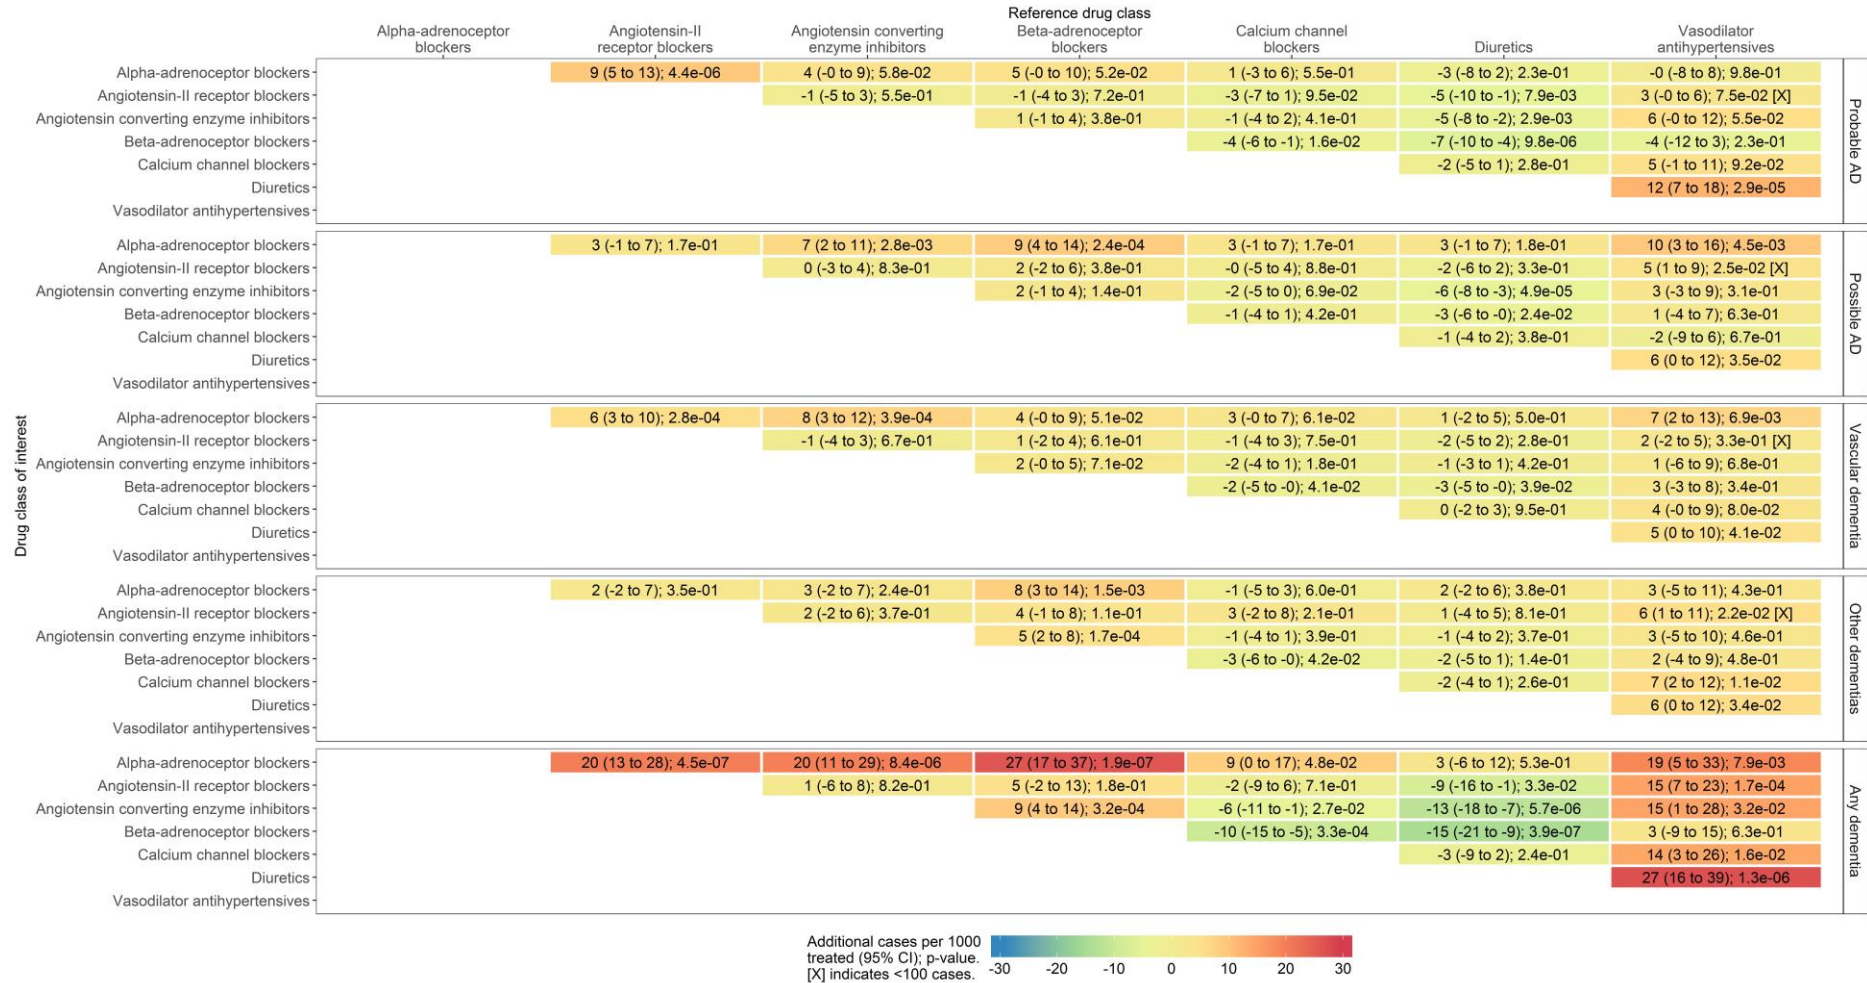 Reference drug class
Alpha-adrenoceptor
blockers
Angiotensin-II
receptor blockers
Angiotensin converting
enzyme inhibitors
Beta-adrenoceptor
blockers
Calcium channel
blockers
Diuretics
Vasodilator
antihypertensives
Drug class of interest
Probable AD
Alpha-adrenoceptor blockers 9 (5 to 13); 4.4e-06 4 (-0 to 9); 5.8e-02 5 (-0 to 10); 5.2e-02 1 (-3 to 6); 5.5e-01 -3 (-8 to 2); 2.3e-01 -0 (-8 to 8); 9.8e-01
Angiotensin-II receptor blockers -1 (-5 to 3); 5.5e-01 -1 (-4 to 3); 7.2e-01 -3 (-7 to 1); 9.5e-02 -5 (-10 to -1); 7.9e-03 3 (-0 to 6); 7.5e-02 [X]
Angiotensin converting enzyme inhibitors 1 (-1 to 4); 3.8e-01 -1 (-4 to 2); 4.1e-01 -5 (-8 to -2); 2.9e-03 6 (-0 to 12); 5.5e-02
Beta-adrenoceptor blockers -4 (-6 to -1); 1.6e-02 -7 (-10 to -4); 9.8e-06 -4 (-12 to 3); 2.3e-01
Calcium channel blockers -2 (-5 to 1); 2.8e-01 5 (-1 to 11); 9.2e-02
Diuretics 12 (7 to 18); 2.9e-05
Vasodilator antihypertensives
Possible AD
Alpha-adrenoceptor blockers 3 (-1 to 7); 1.7e-01 7 (2 to 11); 2.8e-03 9 (4 to 14); 2.4e-04 3 (-1 to 7); 1.7e-01 3 (-1 to 7); 1.8e-01 10 (3 to 16); 4.5e-03
Angiotensin-II receptor blockers 0 (-3 to 4); 8.3e-01 2 (-2 to 6); 3.8e-01 -0 (-5 to 4); 8.8e-01 -2 (-6 to 2); 3.3e-01 5 (1 to 9); 2.5e-02 [X]
Angiotensin converting enzyme inhibitors 2 (-1 to 4); 1.4e-01 -2 (-5 to 0); 6.9e-02 -6 (-8 to -3); 4.9e-05 3 (-3 to 9); 3.1e-01
Beta-adrenoceptor blockers -1 (-4 to 1); 4.2e-01 -3 (-6 to -0); 2.4e-02 1 (-4 to 7); 6.3e-01
Calcium channel blockers -1 (-4 to 2); 3.8e-01 -2 (-9 to 6); 6.7e-01
Diuretics 6 (0 to 12); 3.5e-02
Vasodilator antihypertensives
Vascular dementia
Alpha-adrenoceptor blockers 6 (3 to 10); 2.8e-04 8 (3 to 12); 3.9e-04 4 (-0 to 9); 5.1e-02 3 (-0 to 7); 6.1e-02 1 (-2 to 5); 5.0e-01 7 (2 to 13); 6.9e-03
Angiotensin-II receptor blockers -1 (-4 to 3); 6.7e-01 1 (-2 to 4); 6.1e-01 -1 (-4 to 3); 7.5e-01 -2 (-5 to 2); 2.8e-01 2 (-2 to 5); 3.3e-01 [X]
Angiotensin converting enzyme inhibitors 2 (-0 to 5); 7.1e-02 -2 (-4 to 1); 1.8e-01 -1 (-3 to 1); 4.2e-01 1 (-6 to 9); 6.8e-01
Beta-adrenoceptor blockers -2 (-5 to -0); 4.1e-02 -3 (-5 to -0); 3.9e-02 3 (-3 to 8); 3.4e-01
Calcium channel blockers 0 (-2 to 3); 9.5e-01 4 (-0 to 9); 8.0e-02
Diuretics 5 (0 to 10); 4.1e-02
Vasodilator antihypertensives
Other dementias
Alpha-adrenoceptor blockers 2 (-2 to 7); 3.5e-01 3 (-2 to 7); 2.4e-01 8 (3 to 14); 1.5e-03 -1 (-5 to 3); 6.0e-01 2 (-2 to 6); 3.8e-01 3 (-5 to 11); 4.3e-01
Angiotensin-II receptor blockers 2 (-2 to 6); 3.7e-01 4 (-1 to 8); 1.1e-01 3 (-2 to 8); 2.1e-01 1 (-4 to 5); 8.1e-01 6 (1 to 11); 2.2e-02 [X]
Angiotensin converting enzyme inhibitors 5 (2 to 8); 1.7e-04 -1 (-4 to 1); 3.9e-01 -1 (-4 to 2); 3.7e-01 3 (-5 to 10); 4.6e-01
Beta-adrenoceptor blockers -3 (-6 to -0); 4.2e-02 -2 (-5 to 1); 1.4e-01 2 (-4 to 9); 4.8e-01
Calcium channel blockers -2 (-4 to 1); 2.6e-01 7 (2 to 12); 1.1e-02
Diuretics 6 (0 to 12); 3.4e-02
Vasodilator antihypertensives
Any dementia
Alpha-adrenoceptor blockers 20 (13 to 28); 4.5e-07 20 (11 to 29); 8.4e-06 27 (17 to 37); 1.9e-07 9 (0 to 17); 4.8e-02 3 (-6 to 12); 5.3e-01 19 (5 to 33); 7.9e-03
Angiotensin-II receptor blockers 1 (-6 to 8); 8.2e-01 5 (-2 to 13); 1.8e-01 -2 (-9 to 6); 7.1e-01 -9 (-16 to -1); 3.3e-02 15 (7 to 23); 1.7e-04
Angiotensin converting enzyme inhibitors 9 (4 to 14); 3.2e-04 -6 (-11 to -1); 2.7e-02 -13 (-18 to -7); 5.7e-06 15 (1 to 28); 3.2e-02
Beta-adrenoceptor blockers -10 (-15 to -5); 3.3e-04 -15 (-21 to -9); 3.9e-07 3 (-9 to 15); 6.3e-01
Calcium channel blockers -3 (-9 to 2); 2.4e-01 14 (3 to 26); 1.6e-02
Diuretics 27 (16 to 39); 1.3e-06
Vasodilator antihypertensives
Additional cases per 1000
treated (95% CI); p-value.
[X] indicates <100 cases.
-30 -20 -10 0 10 20 30